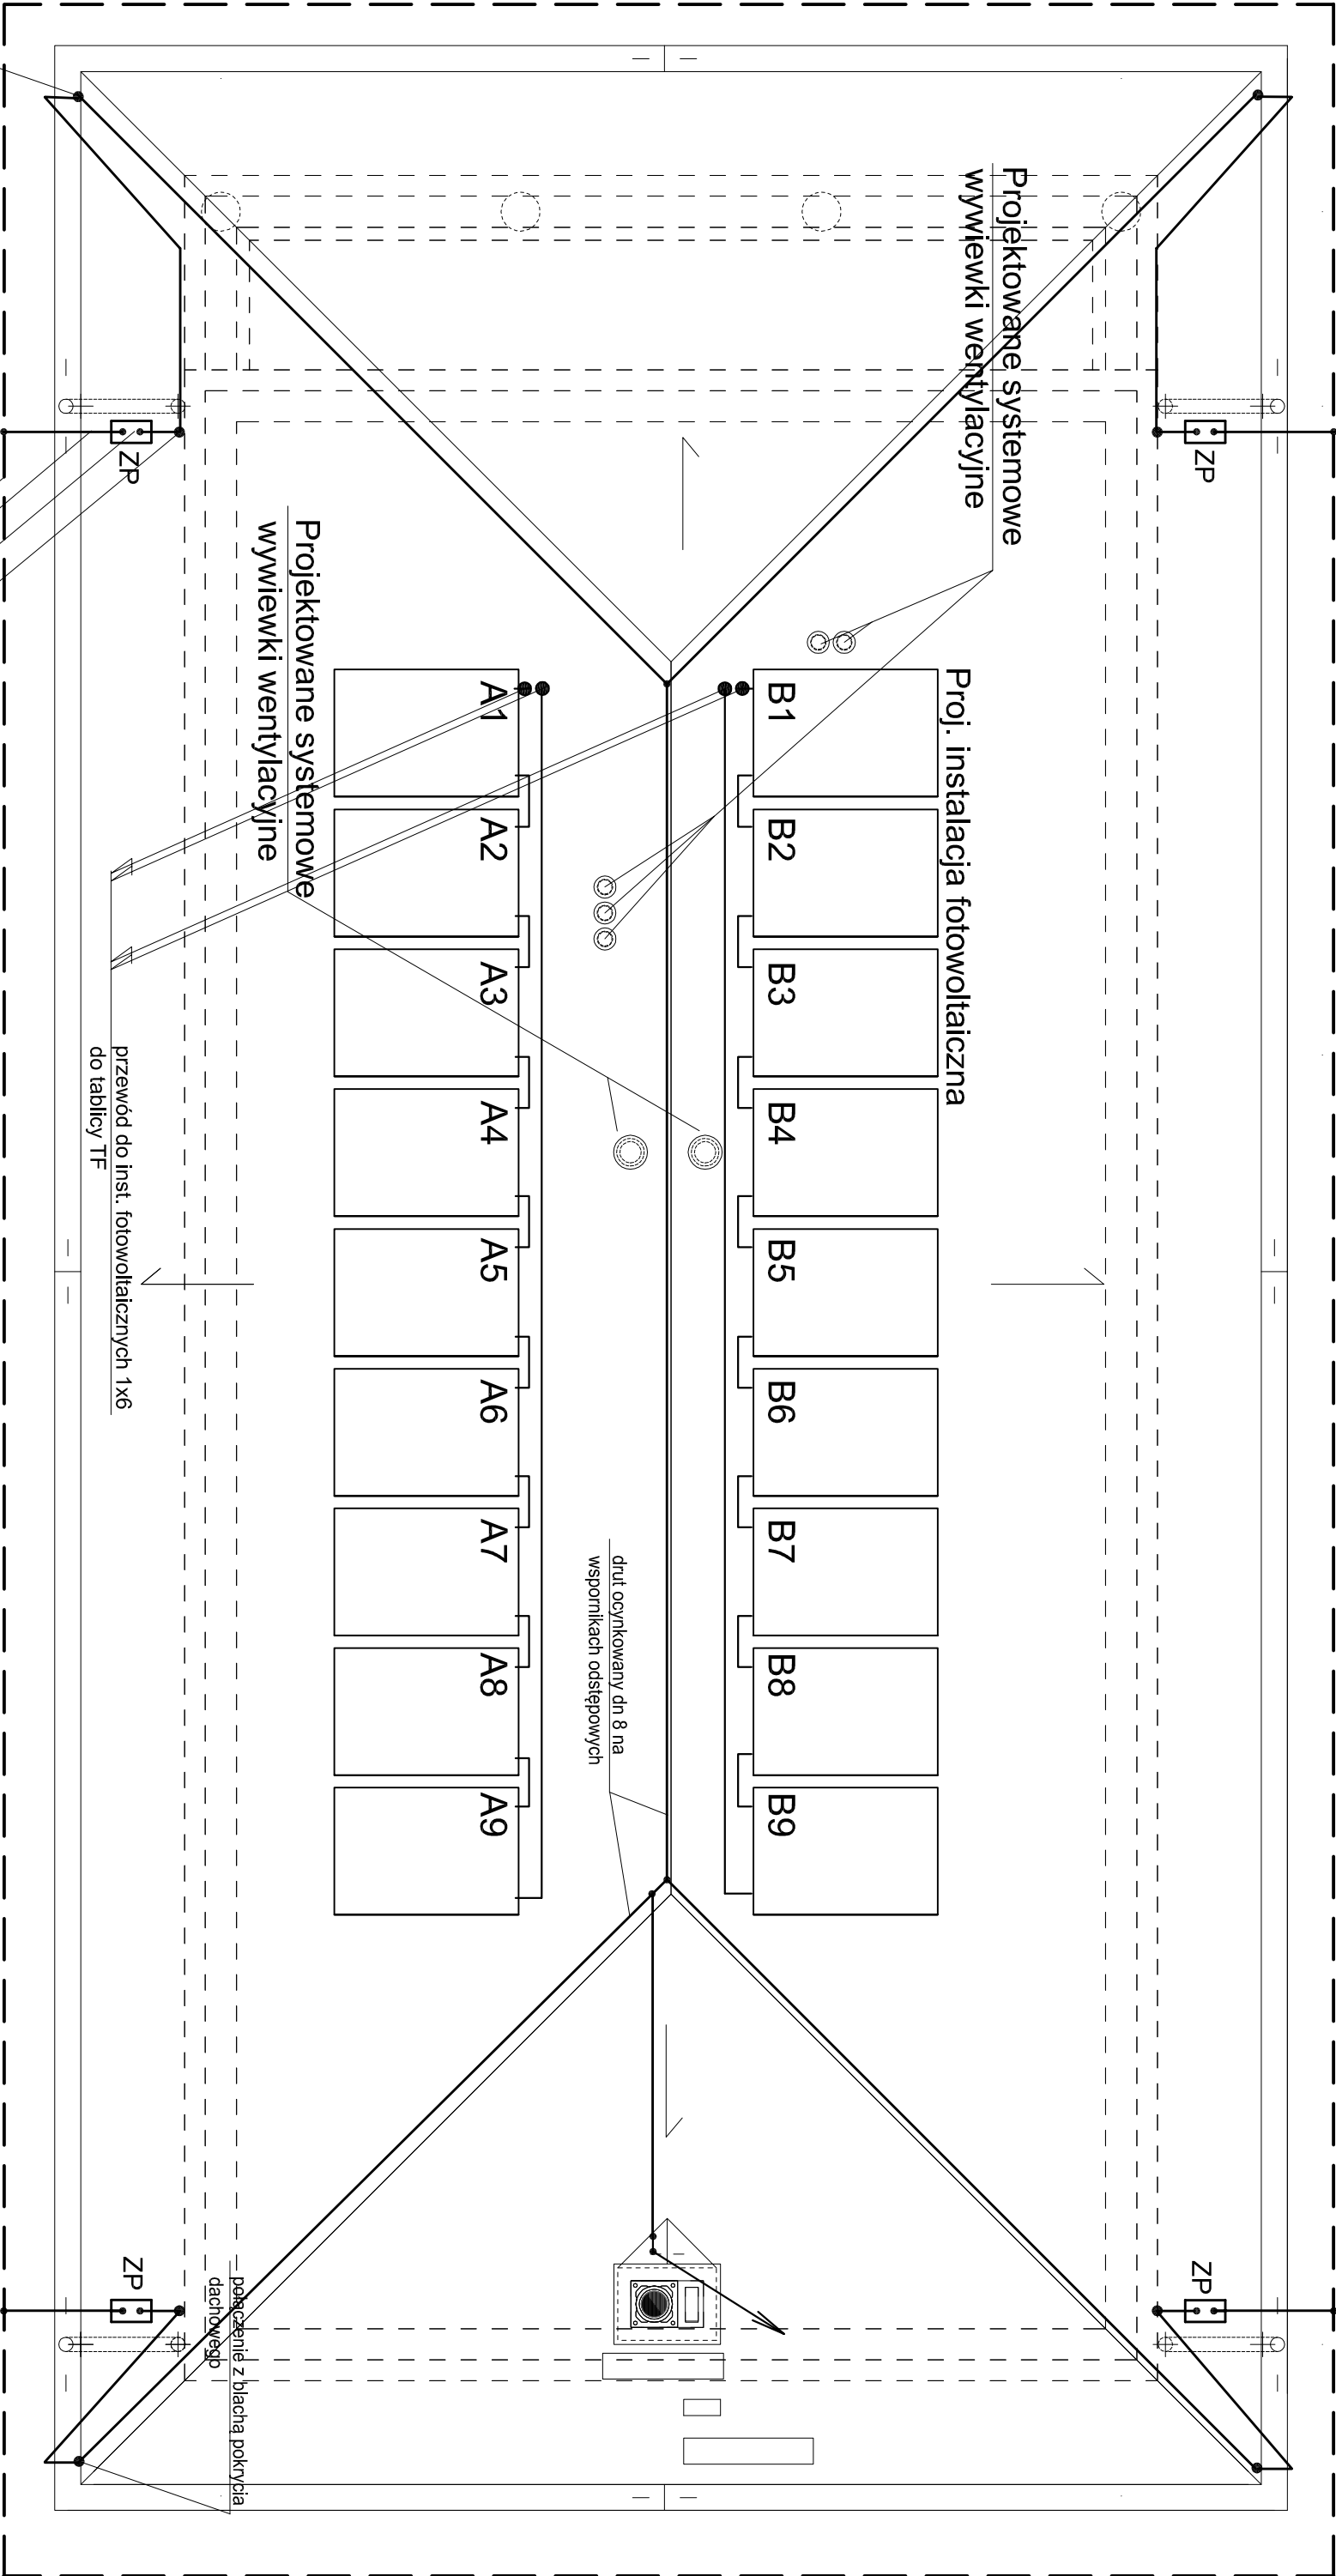 Projektowane systemowe
wywiewki wentylacyjne
ZP
ZP
Projektowane systemowe
wywiewki wentylacyjne
Proj. instalacja fotowoltaiczna
B1
B2
B3
B4
B5
B6
B7
B8
B9
A1
A2
A3
A4
A5
A6
A7
A8
A9
przewód do inst. fotowoltaicznych 1x6
do tablicy TF
drut ocynkowany dn 8 na
wspornikach odstępowych
ZP
ZP
połączenie z blachą pokrycia
dachowego